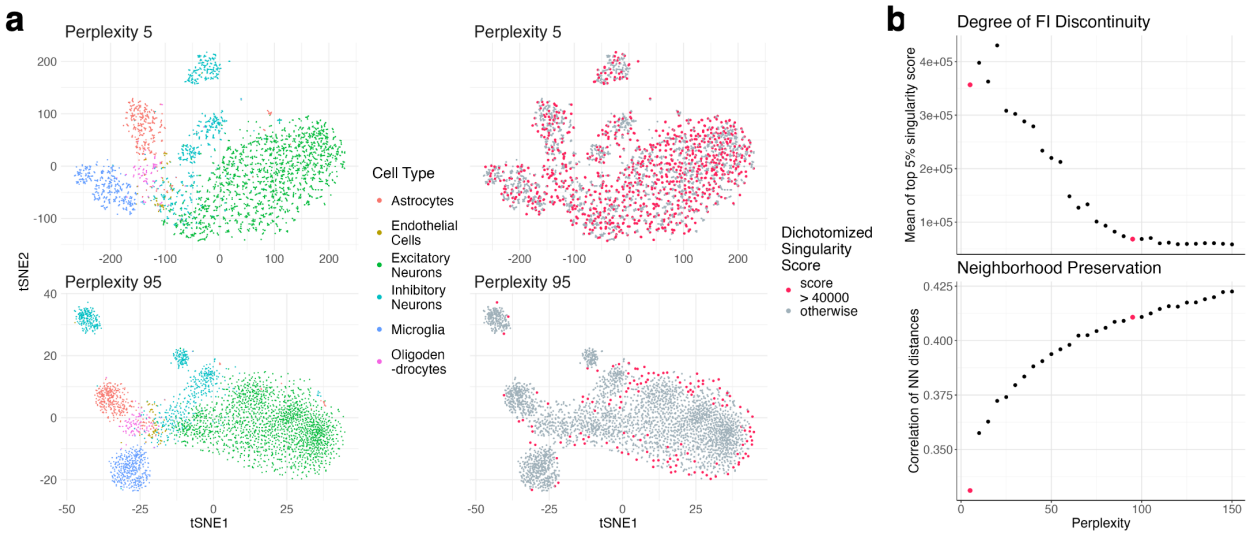 a
Perplexity 5
Perplexity 5
200
100
0
-100
-200
-100
0
100
200
-200
-100
0
100
200
Perplexity 95
Perplexity 95
40
20
0
-20
-50
-25
0
25
-50
-25
0
25
tSNE2
tSNE1
tSNE1
Cell Type
Astrocytes
Endothelial
Cells
Excitatory
Neurons
Inhibitory
Neurons
Microglia
Oligoden
-drocytes
Dichotomized
Singularity
Score
score
> 40000
otherwise
b
Degree of FI Discontinuity
Mean of top 5% singularity score
4e+05
3e+05
2e+05
1e+05
Neighborhood Preservation
Correlation of NN distances
0.425
0.400
0.375
0.350
0
50
100
150
Perplexity